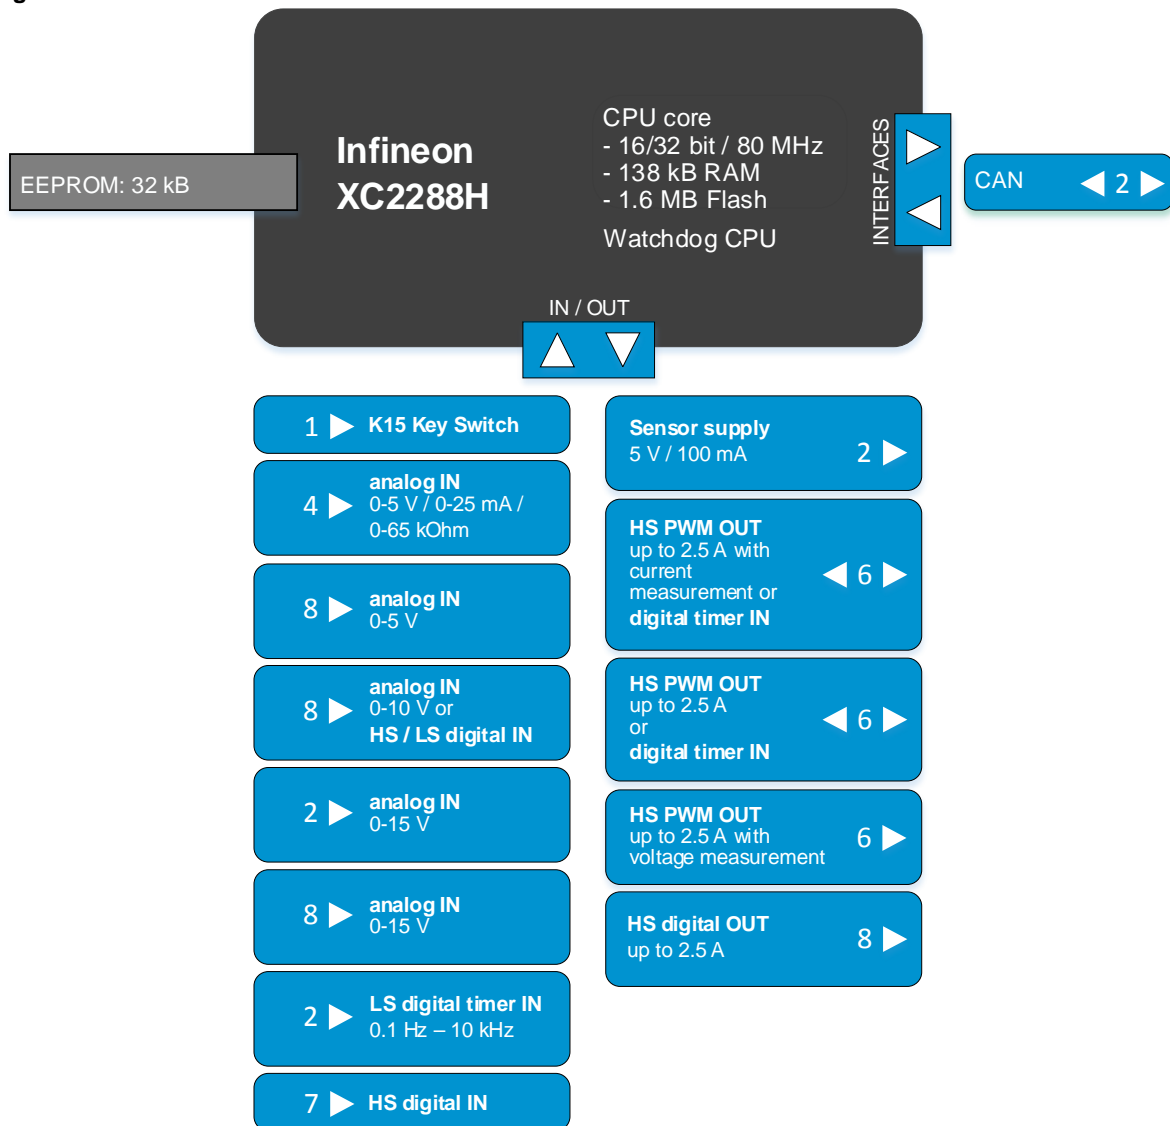 Infineon
XC2288H
CPU core
- 16/32 bit / 80 MHz
- 138 kB RAM
- 1.6 MB Flash
Watchdog CPU
INTERFACES
EEPROM: 32 kB
CAN 2
IN / OUT
1 K15 Key Switch
4 analog IN
0-5 V / 0-25 mA /
0-65 kOhm
8 analog IN
0-5 V
8 analog IN
0-10 V or
HS / LS digital IN
2 analog IN
0-15 V
8 analog IN
0-15 V
2 LS digital timer IN
0.1 Hz – 10 kHz
7 HS digital IN
Sensor supply
5 V / 100 mA 2
HS PWM OUT
up to 2.5 A with
current 6
measurement or
digital timer IN
HS PWM OUT
up to 2.5 A
or 6
digital timer IN
HS PWM OUT
up to 2.5 A with 6
voltage measurement
HS digital OUT
up to 2.5 A 8